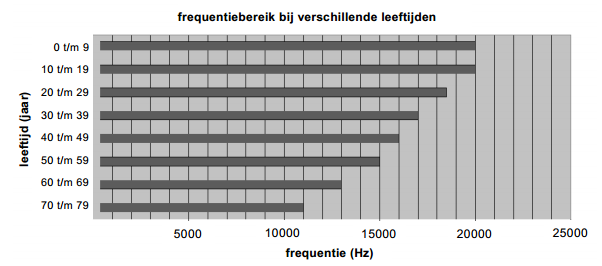 frequentiebereik bij verschillende leeftijden
leeftijd (jaar)
0 t/m 9
10 t/m 19
20 t/m 29
30 t/m 39
40 t/m 49
50 t/m 59
60 t/m 69
70 t/m 79
5000 10000 15000 20000 25000
frequentie (Hz)